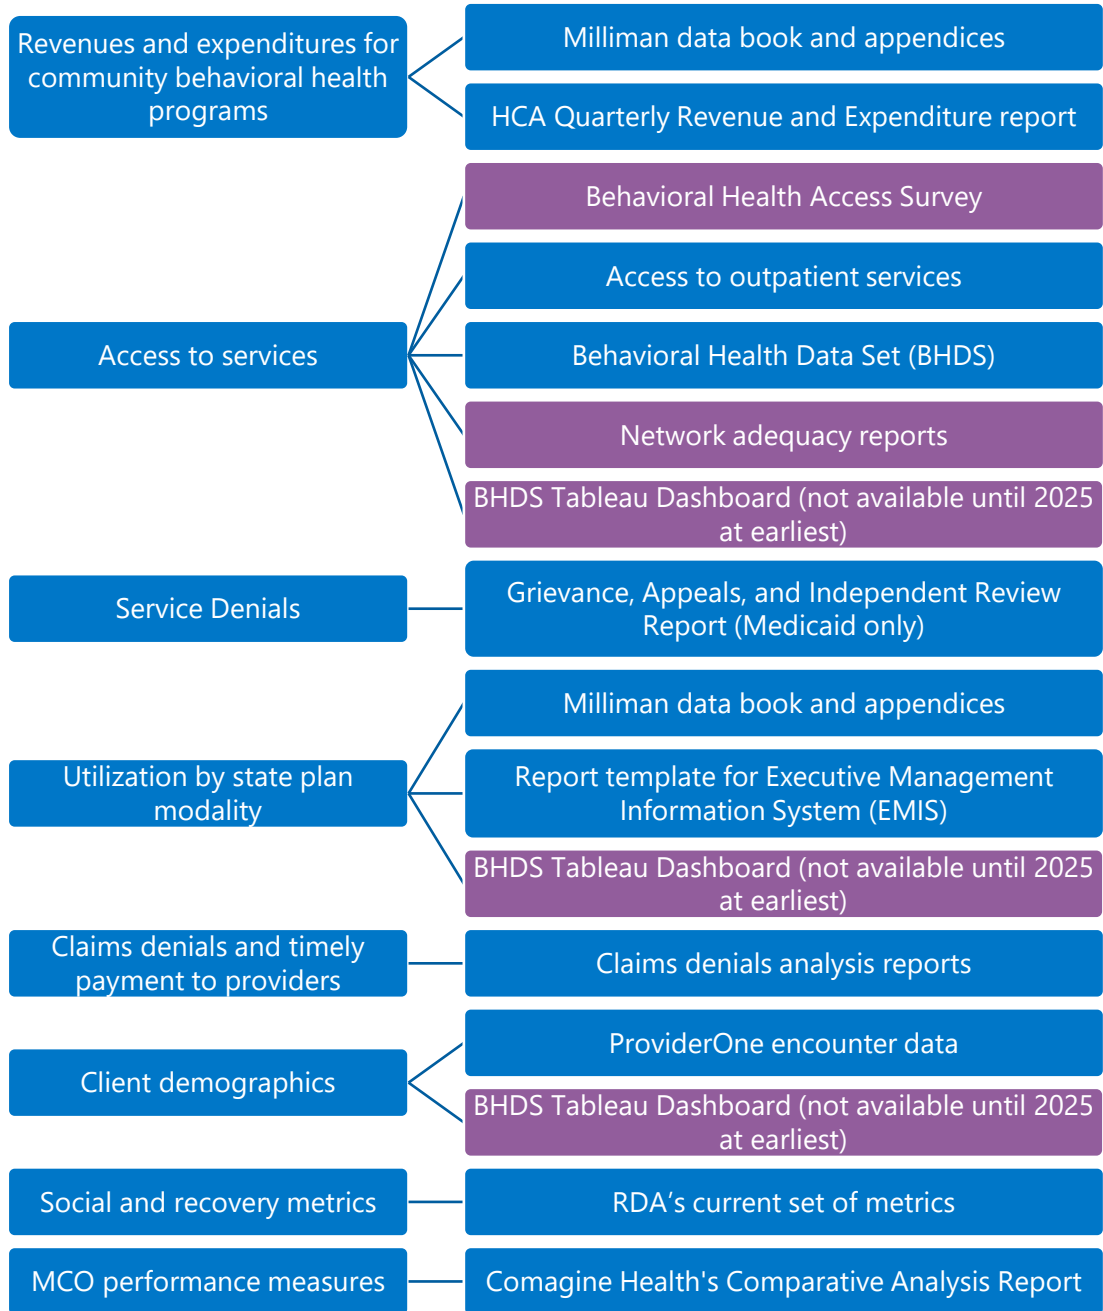 Revenues and expenditures for
community behavioral health
programs
Milliman data book and appendices
HCA Quarterly Revenue and Expenditure report
Access to services
Behavioral Health Access Survey
Access to outpatient services
Behavioral Health Data Set (BHDS)
Network adequacy reports
BHDS Tableau Dashboard (not available until 2025
at earliest)
Service Denials
Grievance, Appeals, and Independent Review
Report (Medicaid only)
Utilization by state plan
modality
Milliman data book and appendices
Report template for Executive Management
Information System (EMIS)
BHDS Tableau Dashboard (not available until 2025
at earliest)
Claims denials and timely
payment to providers
Claims denials analysis reports
Client demographics
ProviderOne encounter data
BHDS Tableau Dashboard (not available until 2025
at earliest)
Social and recovery metrics
RDA’s current set of metrics
MCO performance measures
Comagine Health's Comparative Analysis Report